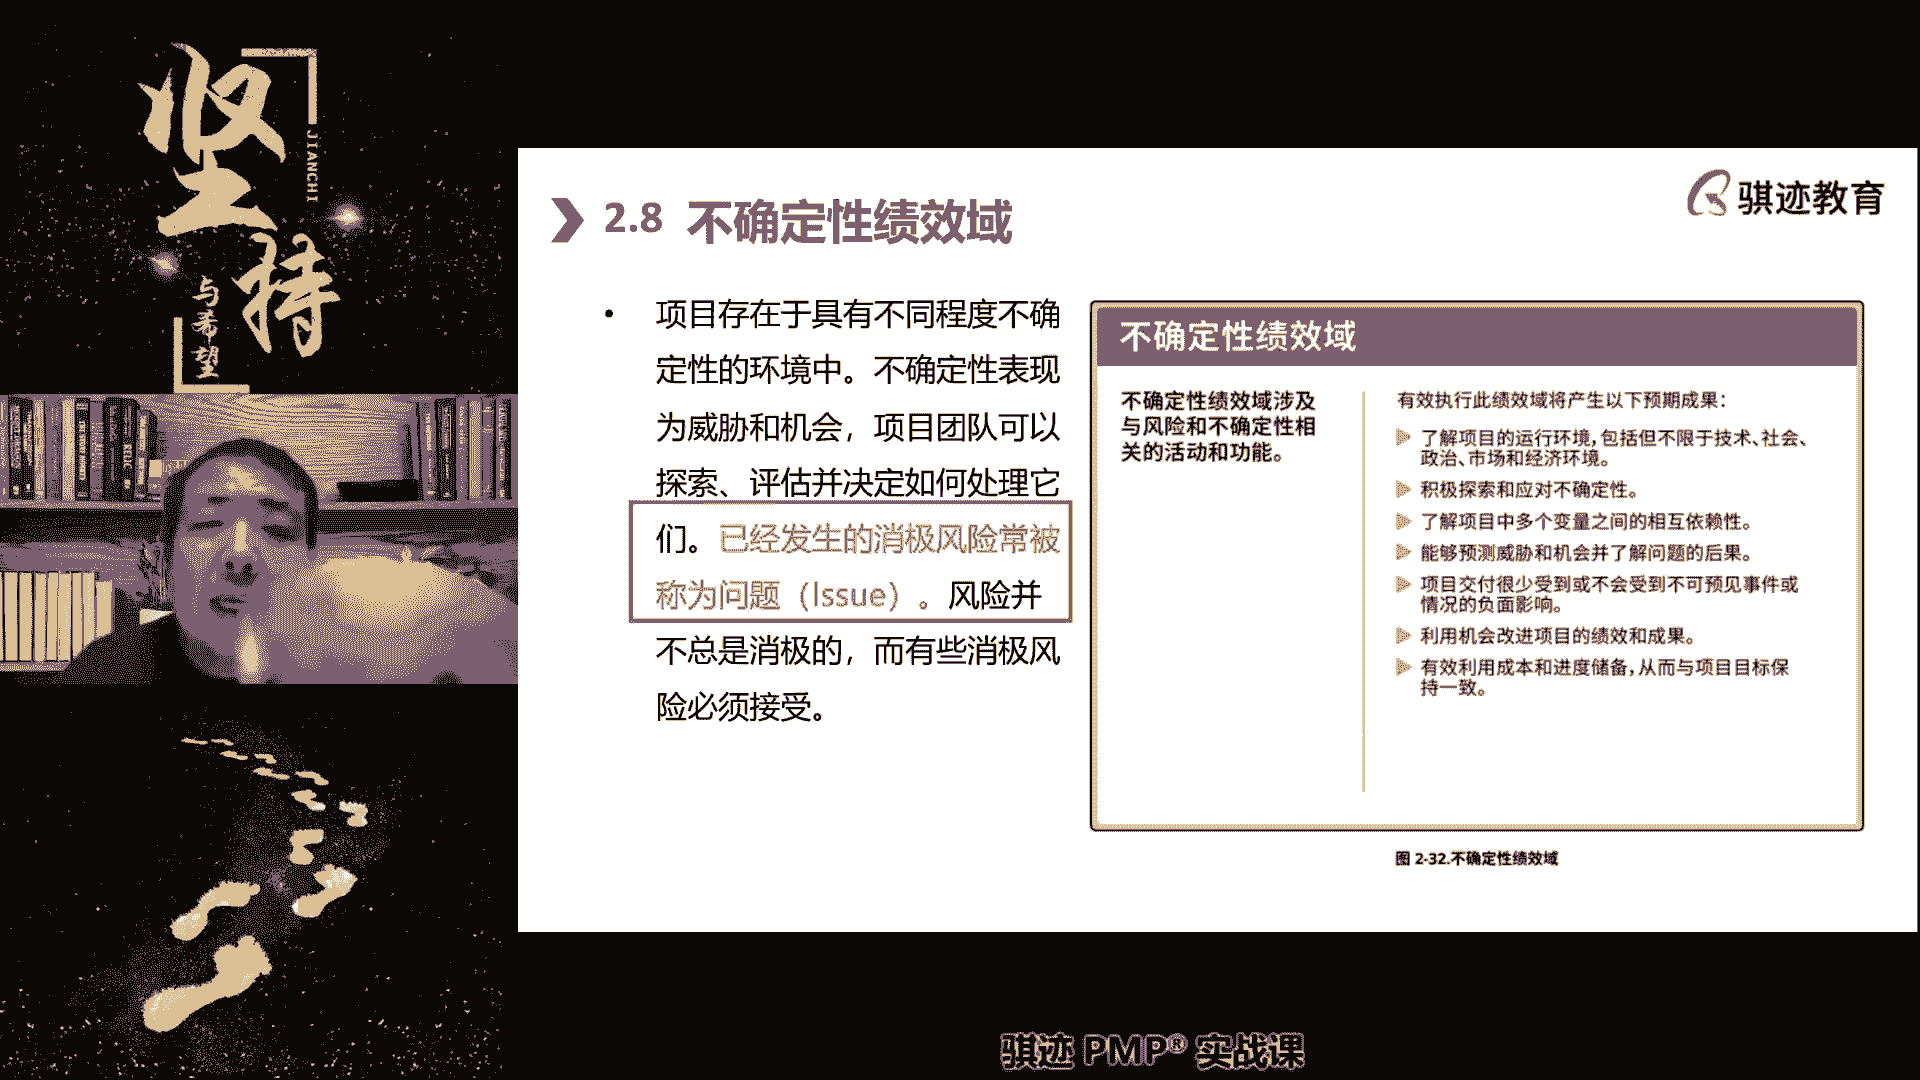 坚持
JIANCHI
与希望
骐迹教育
2.8 不确定性绩效域
• 项目存在于具有不同程度不确
定性的环境中。不确定性表现
为威胁和机会，项目团队可以
探索、评估并决定如何处理它
们。已经发生的消极风险常被
称为问题（Issue）。风险并
不总是消极的，而有些消极风
险必须接受。
不确定性绩效域
不确定性绩效域涉及
与风险和不确定性相
关的活动和功能。
有效执行此绩效域将产生以下预期成果：
了解项目的运行环境，包括但不限于技术、社会、
政治、市场和经济环境。
积极探索和应对不确定性。
了解项目中多个变量之间的相互依赖性。
能够预测威胁和机会并了解问题的后果。
项目交付很少受到或不会受到不可预见事件或
情况的负面影响。
利用机会改进项目的绩效和成果。
有效利用成本和进度储备，从而与项目目标保
持一致。
图 2-32.不确定性绩效域
骐迹 PMP® 实战课